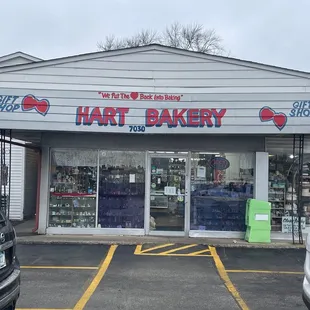 "We Put The ❤ Back Into Baking"
GIFT
SHOP
HART BAKERY
GIFT
SHOP
7030